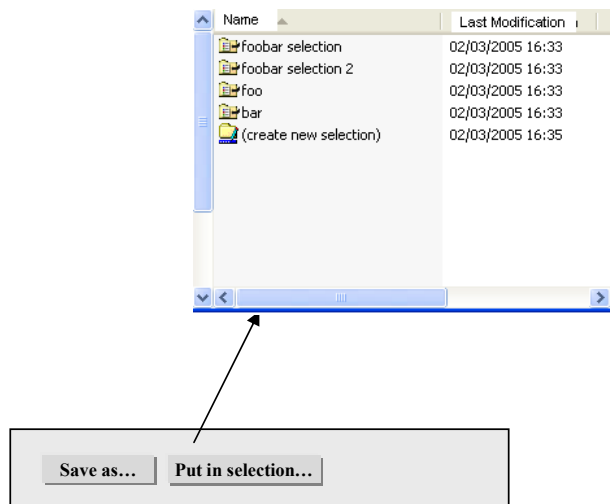 Name Last Modification
foobar selection 02/03/2005 16:33
foobar selection 2 02/03/2005 16:33
foo 02/03/2005 16:33
bar 02/03/2005 16:33
(create new selection) 02/03/2005 16:35
Save as… Put in selection…